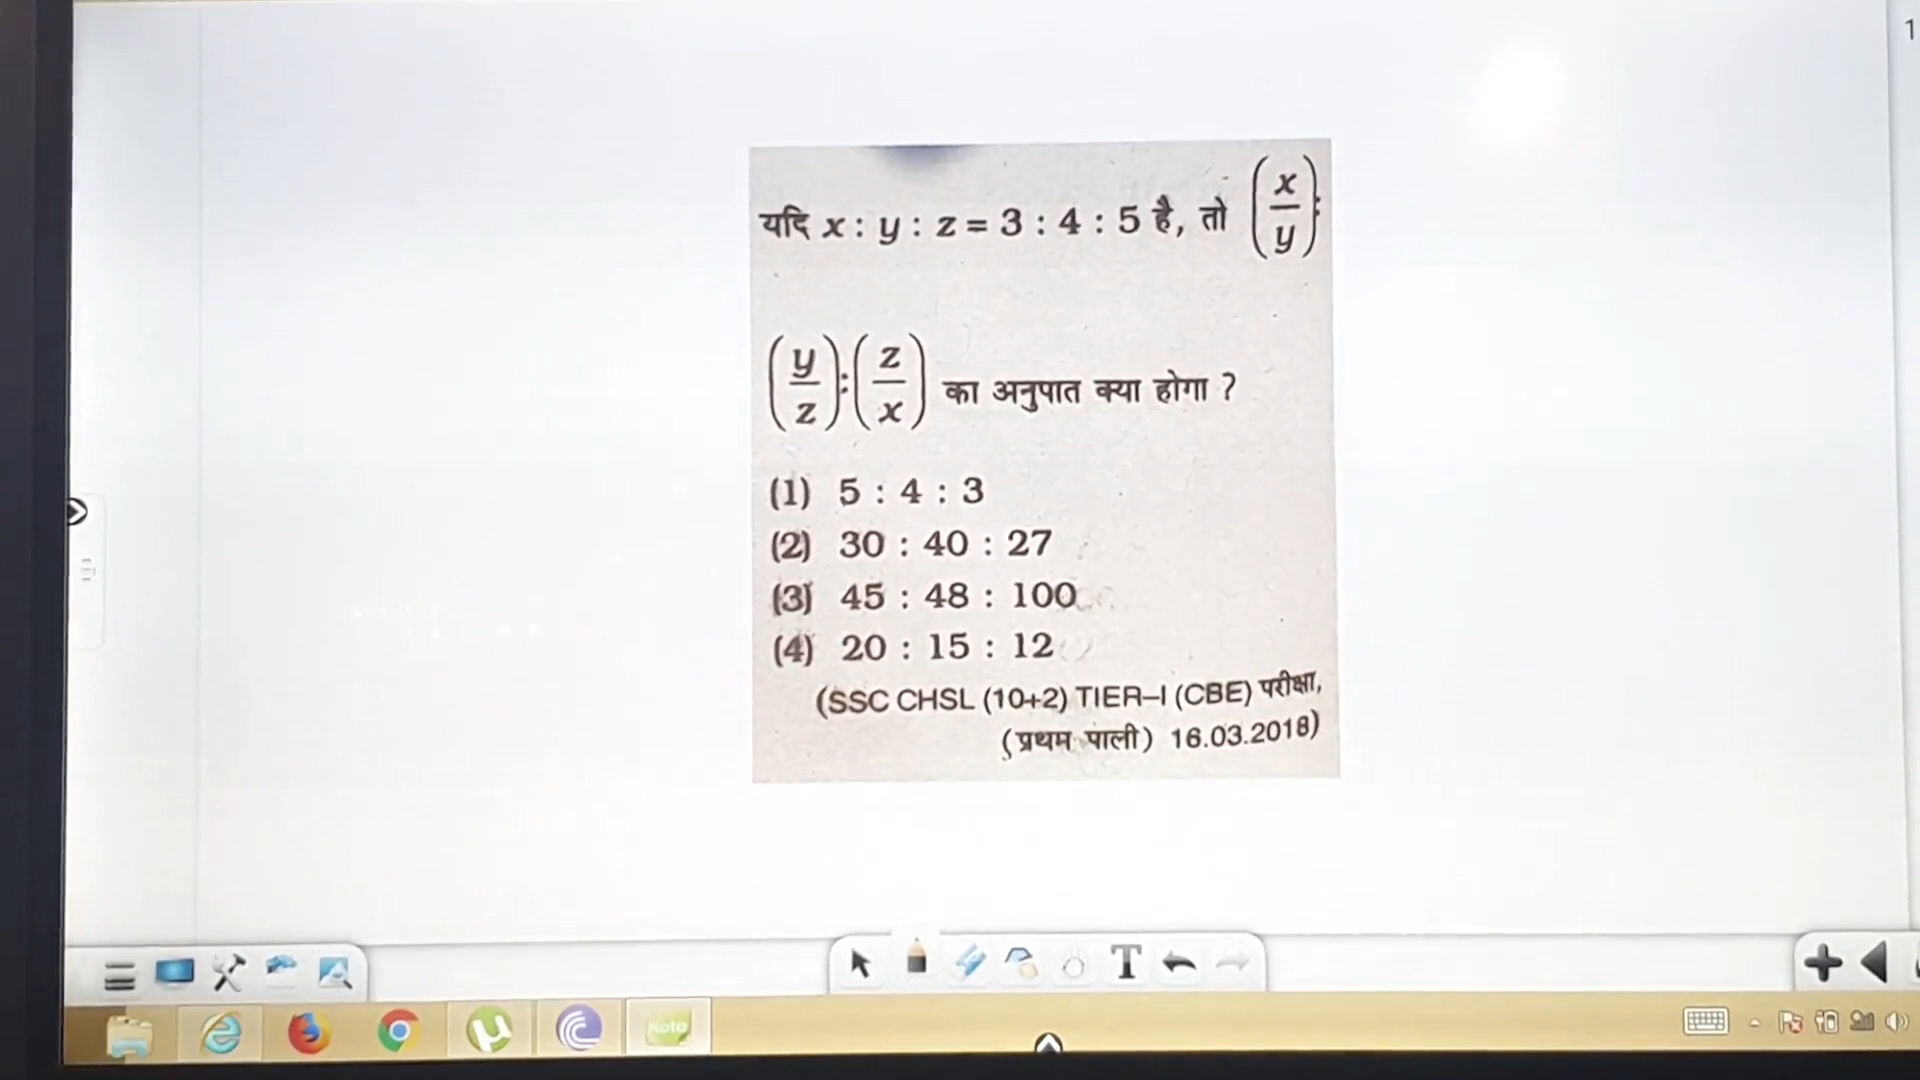 1
यदि x : y : z = 3 : 4 : 5 है, तो (x/y):
(y/z):(z/x) का अनुपात क्या होगा ?
(1) 5 : 4 : 3
(2) 30 : 40 : 27
(3) 45 : 48 : 100
(4) 20 : 15 : 12
(SSC CHSL (10+2) TIER–I (CBE) परीक्षा,
(प्रथम पाली) 16.03.2018)
T
Note